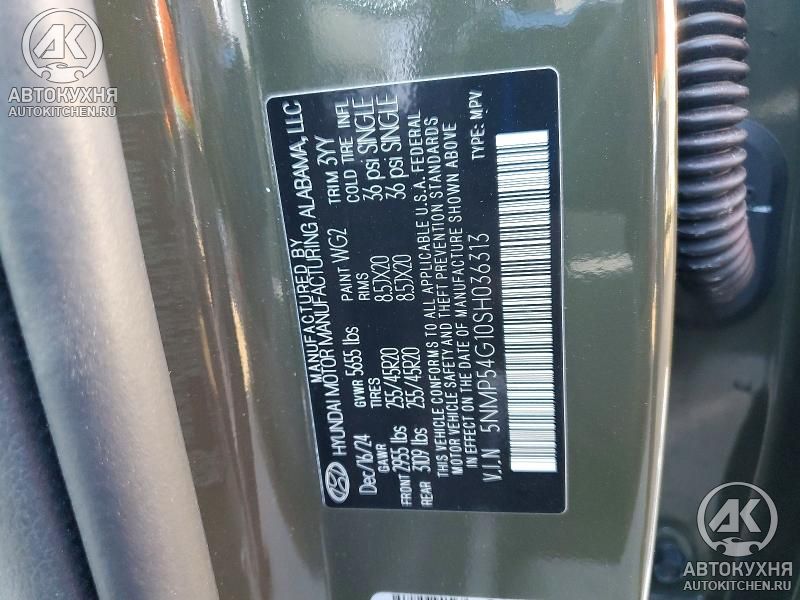 АВТОКУХНЯ
AUTOKITCHEN.RU
MANUFACTURED BY
HYUNDAI MOTOR MANUFACTURING ALABAMA, LLC
Dec/16/24 GVWR 5655 lbs PAINT WG2 TRIM 3YY
GAWR TIRES RIMS COLD TIRE INFL
FRONT 2955 lbs 255/45R20 8.5JX20 36 psi SINGLE
REAR 3109 lbs 255/45R20 8.5JX20 36 psi SINGLE
THIS VEHICLE CONFORMS TO ALL APPLICABLE U.S.A. FEDERAL
MOTOR VEHICLE SAFETY AND THEFT PREVENTION STANDARDS
IN EFFECT ON THE DATE OF MANUFACTURE SHOWN ABOVE
V.I.N 5NMP54G10SH036313 TYPE: MPV
АВТОКУХНЯ
AUTOKITCHEN.RU